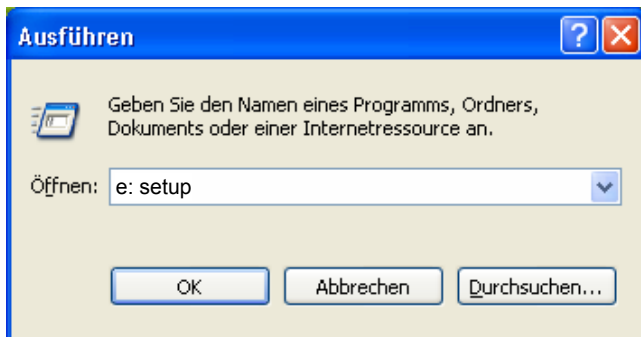 Ausführen
Geben Sie den Namen eines Programms, Ordners,
Dokuments oder einer Internetressource an.
Öffnen: e: setup
OK Abbrechen Durchsuchen...